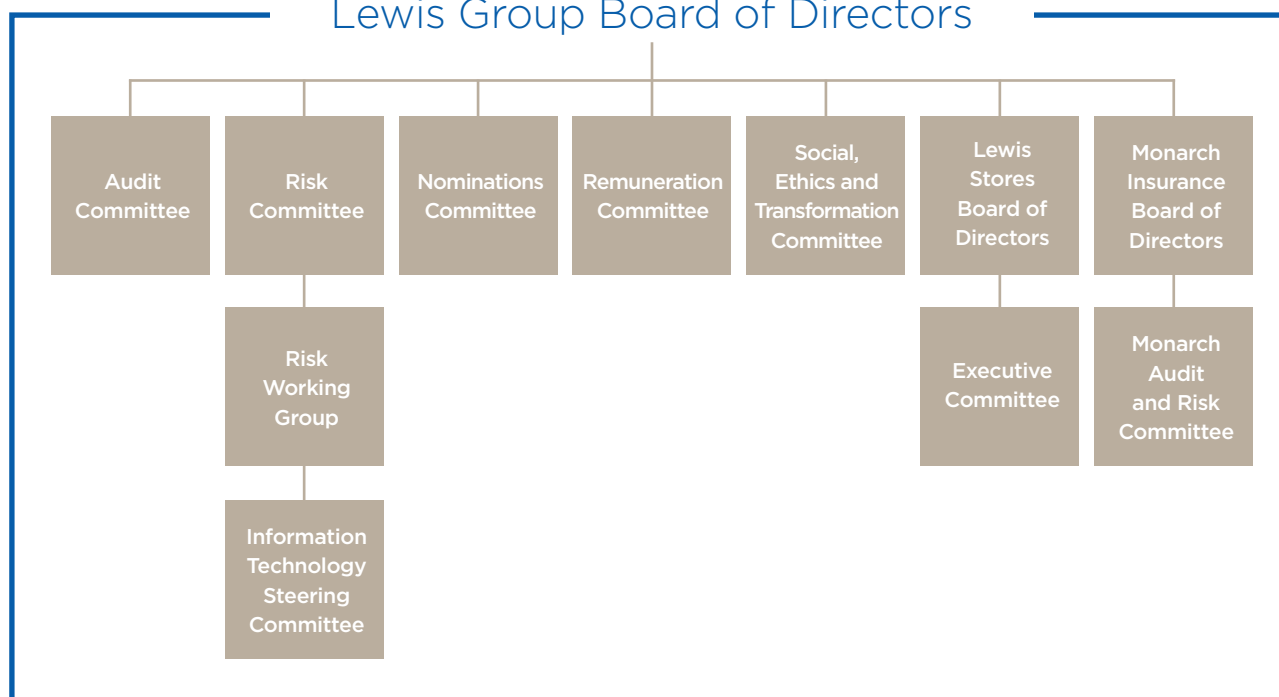 Lewis Group Board of Directors
Audit
Committee
Risk
Committee
Nominations
Committee
Remuneration
Committee
Social,
Ethics and
Transformation
Committee
Lewis
Stores
Board of
Directors
Monarch
Insurance
Board of
Directors
Risk
Working
Group
Executive
Committee
Monarch
Audit
and Risk
Committee
Information
Technology
Steering
Committee